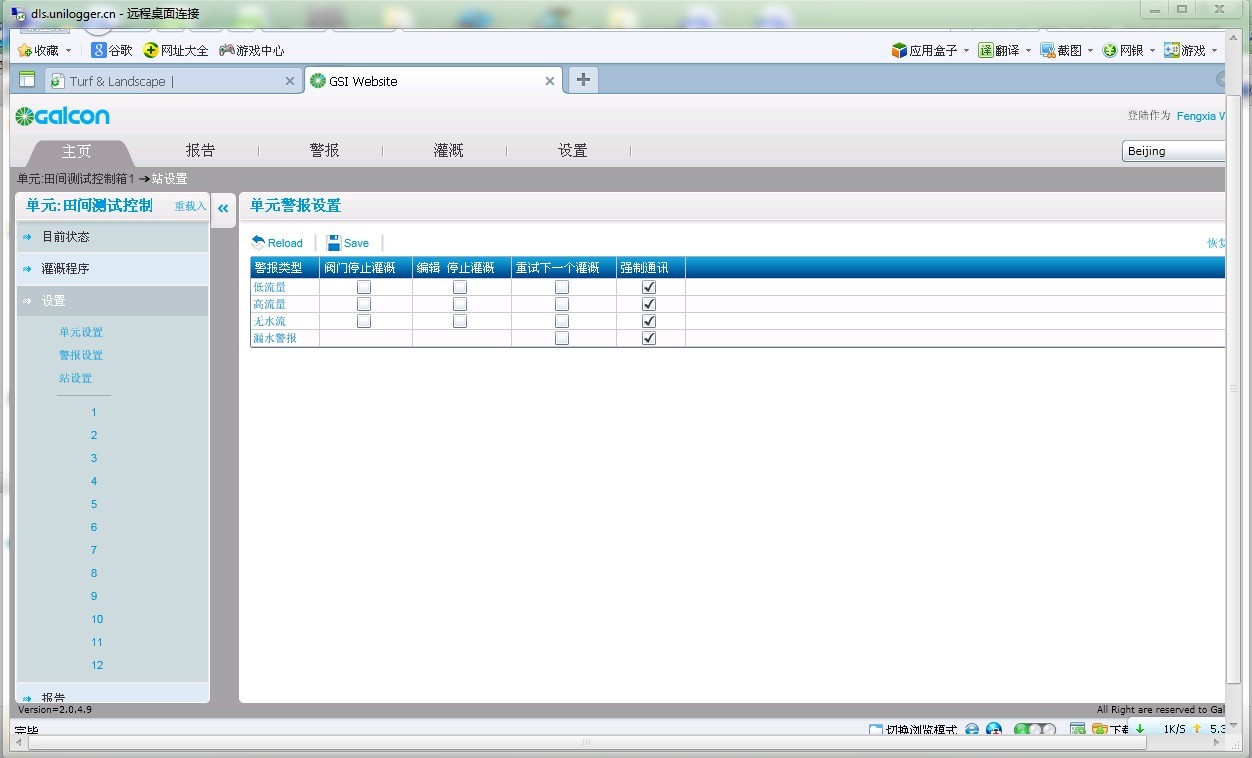 dls.unilogger.cn - 远程桌面连接
收藏 谷歌 网址大全 游戏中心 应用盒子 翻译 截图 网银 游戏
Turf & Landscape | GSI Website
Galcon
登陆作为 Fengxia
主页 报告 警报 灌溉 设置 Beijing
单元:田间测试控制箱1 ➔站设置
单元:田间测试控制 重载入 « 单元警报设置
目前状态
Reload Save
灌溉程序
设置
单元设置
警报设置
站设置
1
2
3
4
5
6
7
8
9
10
11
12
报告
警报类型 阀门停止灌溉 编辑 停止灌溉 重试下一个灌溉 强制通讯
低流量
高流量
无水流
漏水警报
Version=2.0.4.9
All Right are reserved to Gal
完毕 切换浏览模式 1K/S 5.3